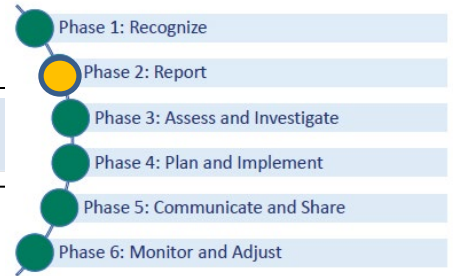 Phase 1: Recognize
Phase 2: Report
Phase 3: Assess and Investigate
Phase 4: Plan and Implement
Phase 5: Communicate and Share
Phase 6: Monitor and Adjust